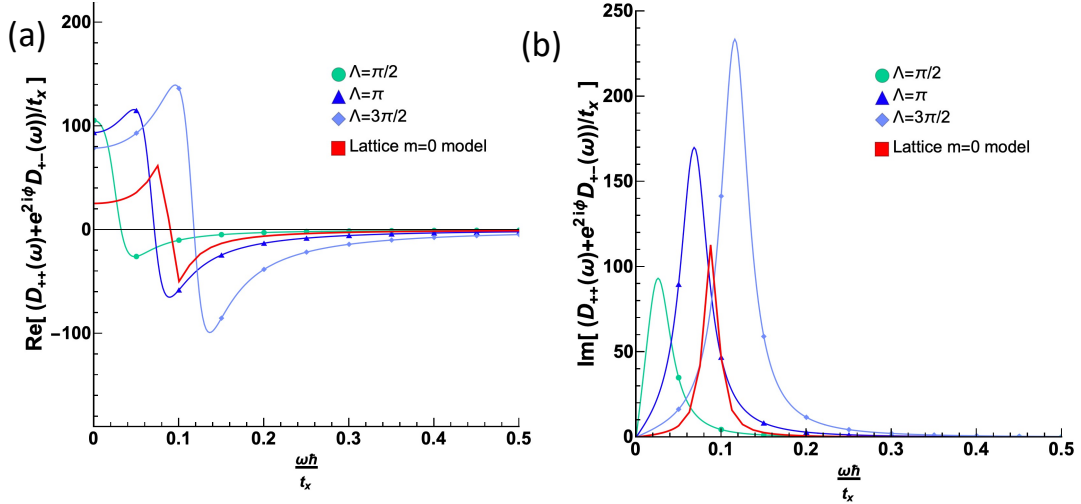 (a)
Re[ (D₊₊(ω)+e^{2iϕ}D₊₋(ω))/tₓ ]
200
100
0
−100
Λ=π/2
Λ=π
Λ=3π/2
Lattice m=0 model
0 0.1 0.2 0.3 0.4 0.5
ωħ
tₓ
(b)
Im[ (D₊₊(ω)+e^{2iϕ}D₊₋(ω))/tₓ ]
250
200
150
100
50
0
Λ=π/2
Λ=π
Λ=3π/2
Lattice m=0 model
0 0.1 0.2 0.3 0.4 0.5
ωħ
tₓ